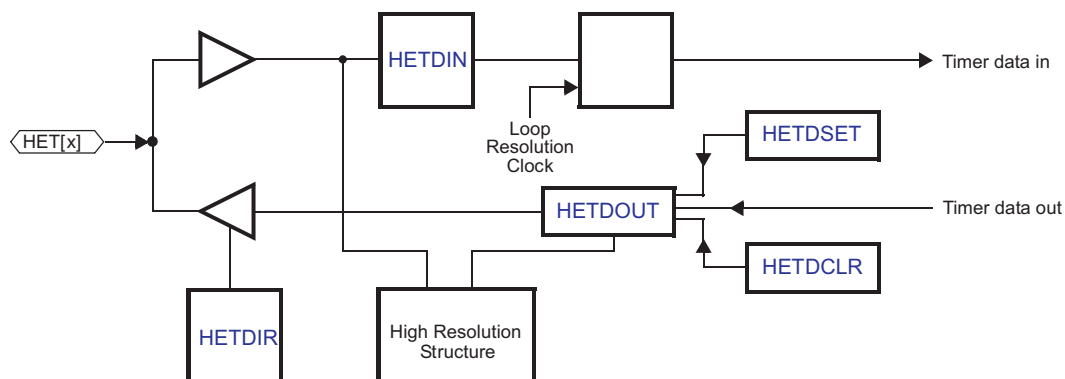 HETDIN
Timer data in
Loop
Resolution
Clock
HETDSET
HET[x]
HETDOUT
Timer data out
HETDCLR
HETDIR
High Resolution
Structure